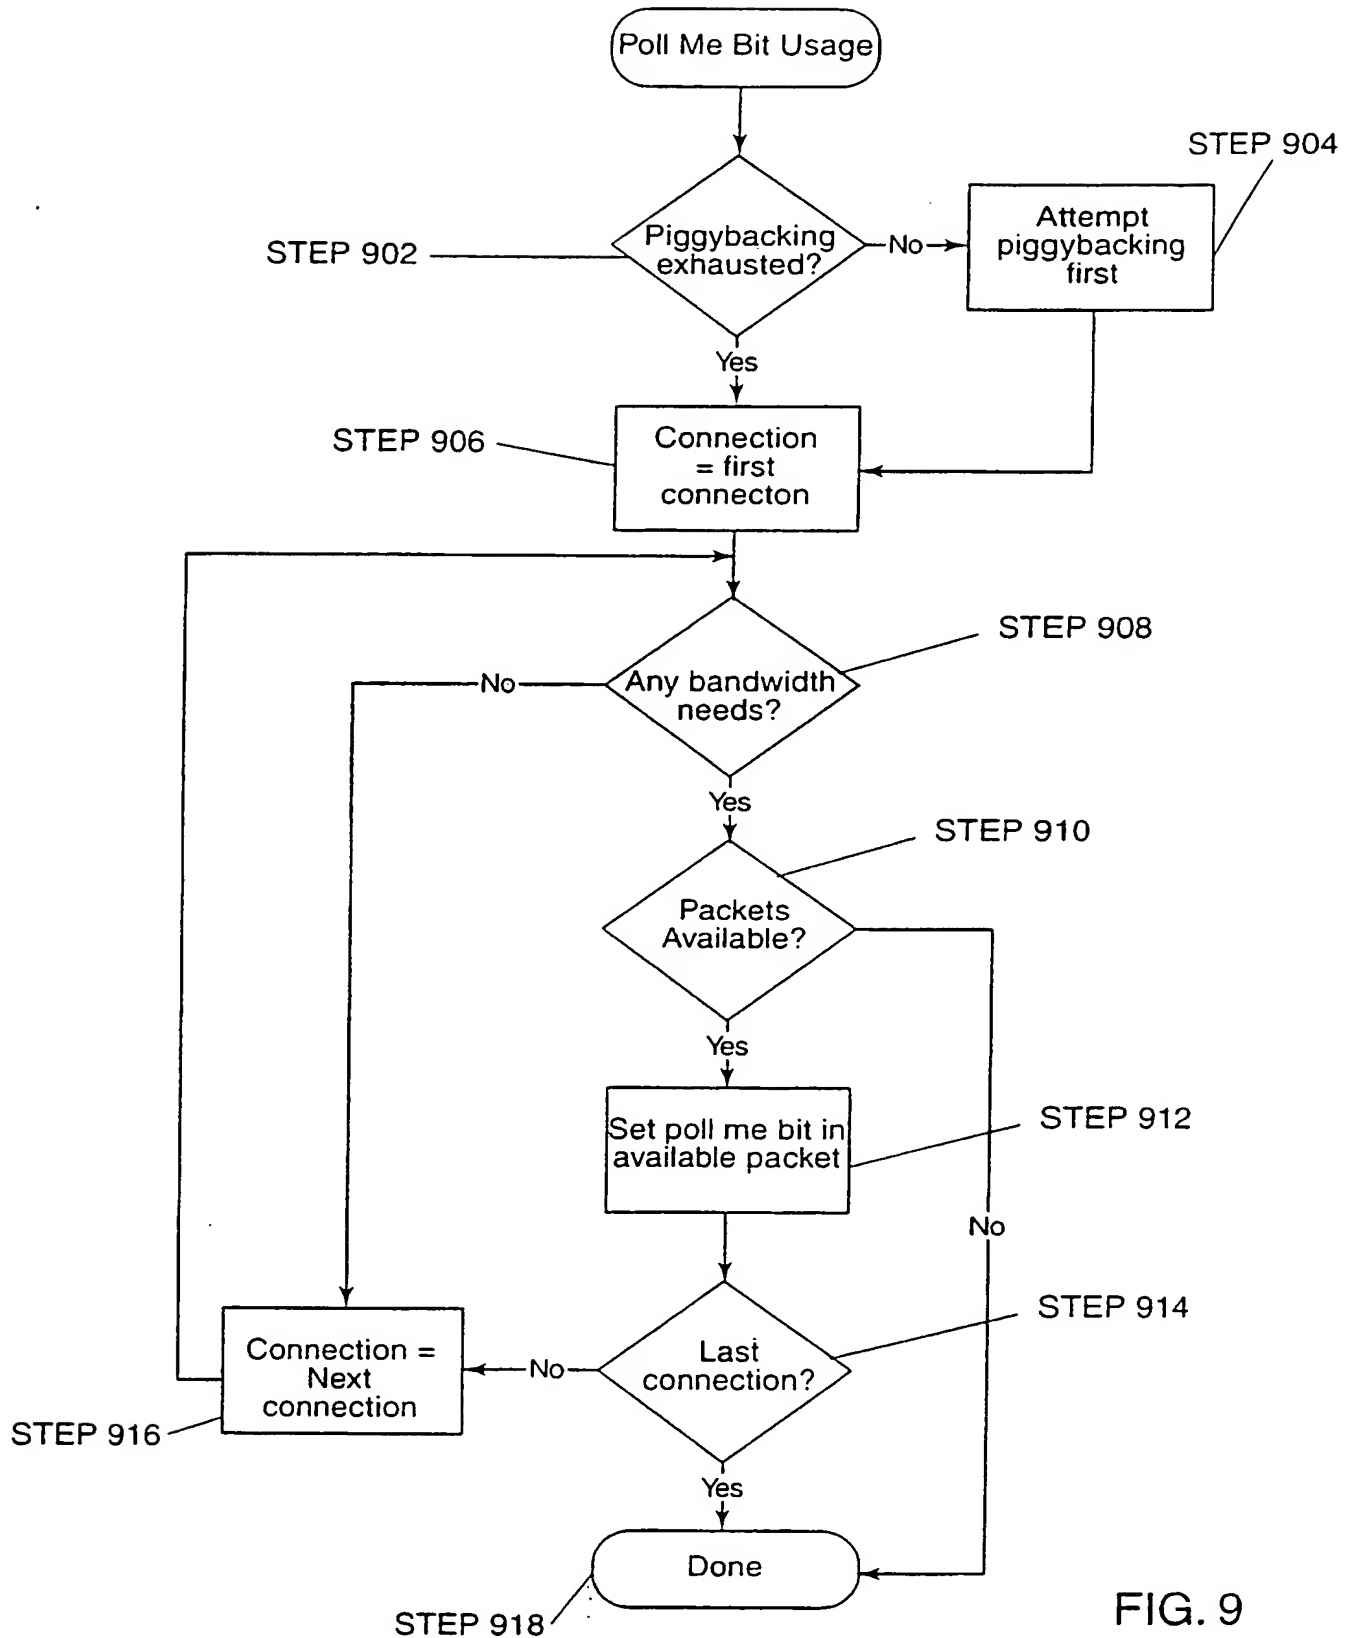 Poll Me Bit Usage
STEP 904
Attempt
piggybacking
first
STEP 902
Piggybacking
exhausted?
No
Yes
STEP 906
Connection
= first
connecton
STEP 908
No
Any bandwidth
needs?
Yes
STEP 910
Packets
Available?
Yes
STEP 912
Set poll me bit in
available packet
No
STEP 914
Connection =
Next
connection
No
Last
connection?
STEP 916
Yes
Done
STEP 918
FIG. 9